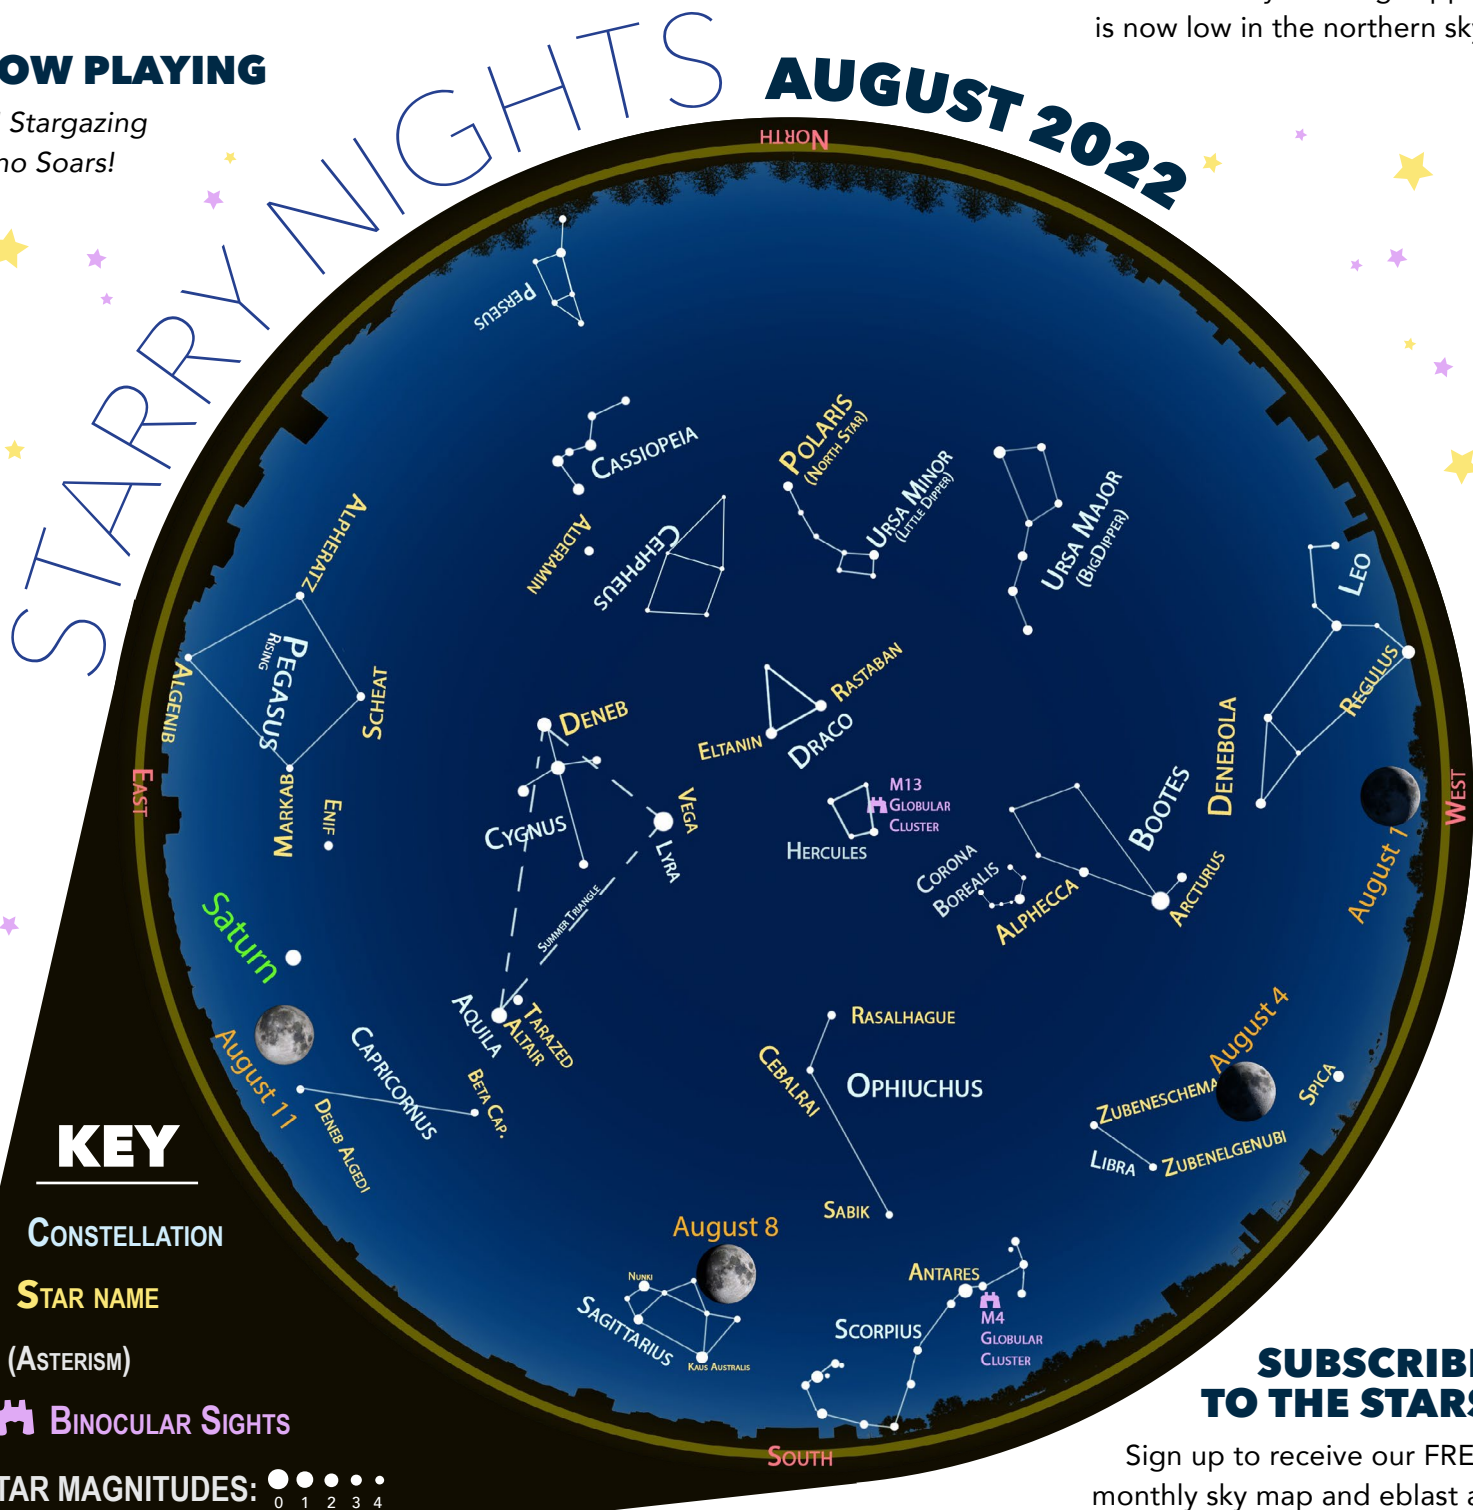 is now low in the northern sky
OW PLAYING
Stargazing
no Soars!
STARRY NIGHTS
AUGUST 2022
NORTH
PERSEUS
CASSIOPEIA
POLARIS
(NORTH STAR)
URSA MINOR
(LITTLE DIPPER)
URSA MAJOR
(BIGDIPPER)
ALDERAMIN
CEHPHEUS
LEO
REGULUS
DENEBOLA
ALPHERATZ
PEGASUS
RISING
ALGENIB
SCHEAT
MARKAB
ENIF
EAST
DENEB
CYGNUS
VEGA
LYRA
SUMMER TRIANGLE
RASTABAN
ELTANIN
DRACO
M13
GLOBULAR
CLUSTER
HERCULES
CORONA
BOREALIS
ALPHECCA
BOOTES
ARCTURUS
WEST
August 1
Saturn
August 11
AQUILA
TARAZED
ALTAIR
CAPRICORNUS
BETA CAP.
DENEB ALGEDI
RASALHAGUE
CEBALRAI
OPHIUCHUS
SABIK
August 4
ZUBENESCHEMA
SPICA
LIBRA
ZUBENELGENUBI
August 8
NUNKI
SAGITTARIUS
KAUS AUSTRALIS
ANTARES
SCORPIUS
M4
GLOBULAR
CLUSTER
SOUTH
KEY
CONSTELLATION
STAR NAME
(ASTERISM)
BINOCULAR SIGHTS
TAR MAGNITUDES:
0 1 2 3 4
SUBSCRIBE
TO THE STARS
Sign up to receive our FRE
monthly sky map and eblast a